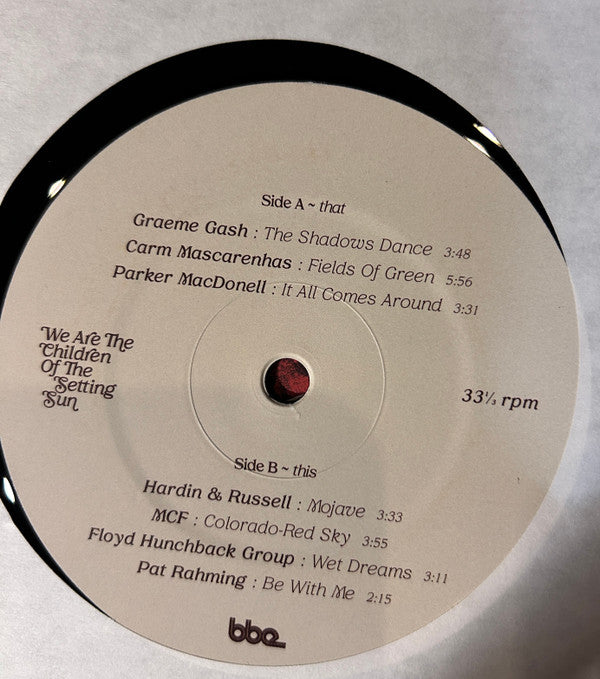 Side A ~ that
Graeme Gash : The Shadows Dance 3:48
Carm Mascarenhas : Fields Of Green 5:56
Parker MacDonell : It All Comes Around 3:31
We Are The
Children
Of The
Setting
Sun
33⅓ rpm
Side B ~ this
Hardin & Russell : Mojave 3:33
MCF : Colorado-Red Sky 3:55
Floyd Hunchback Group : Wet Dreams 3:11
Pat Rahming : Be With Me 2:15
bbe